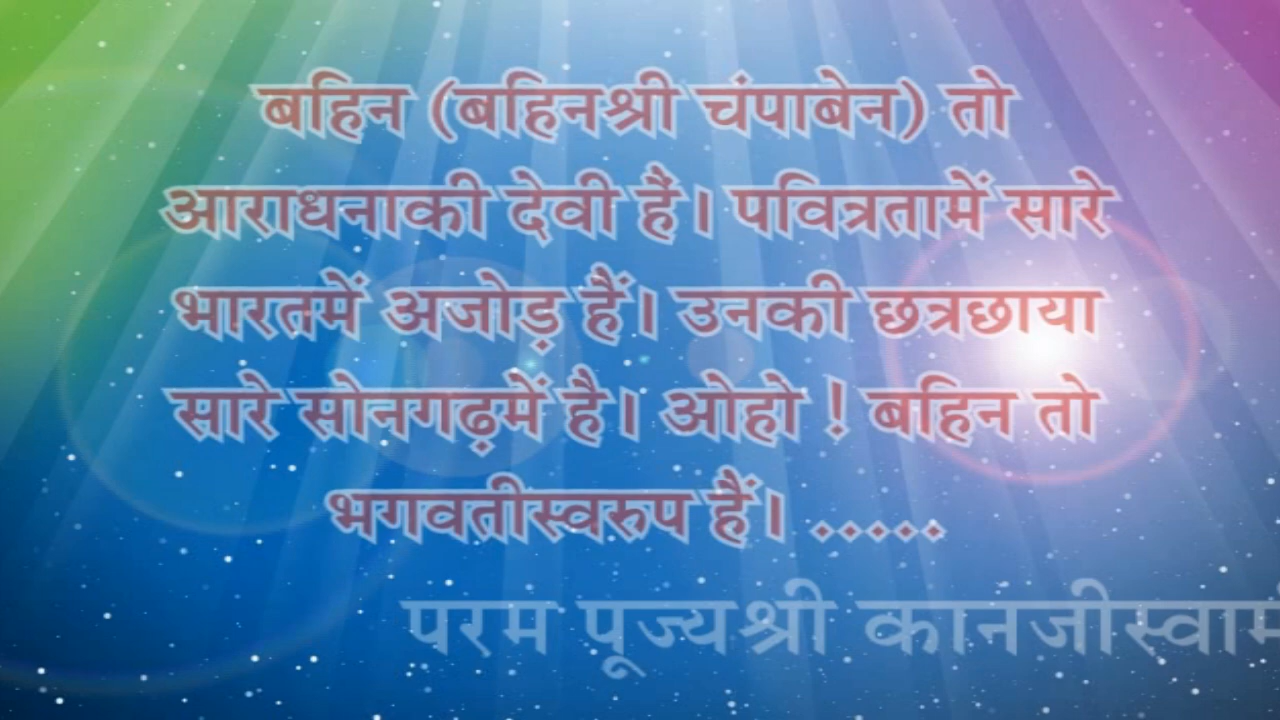 बहिन (बहिनश्री चंपाबेन) तो
आराधनाकी देवी हैं। पवित्रतामें सारे
भारतमें अजोड़ हैं। उनकी छत्रछाया
सारे सोनगढ़में है। ओहो ! बहिन तो
भगवतीस्वरुप हैं। .....
परम पूज्यश्री कानजीस्वाम